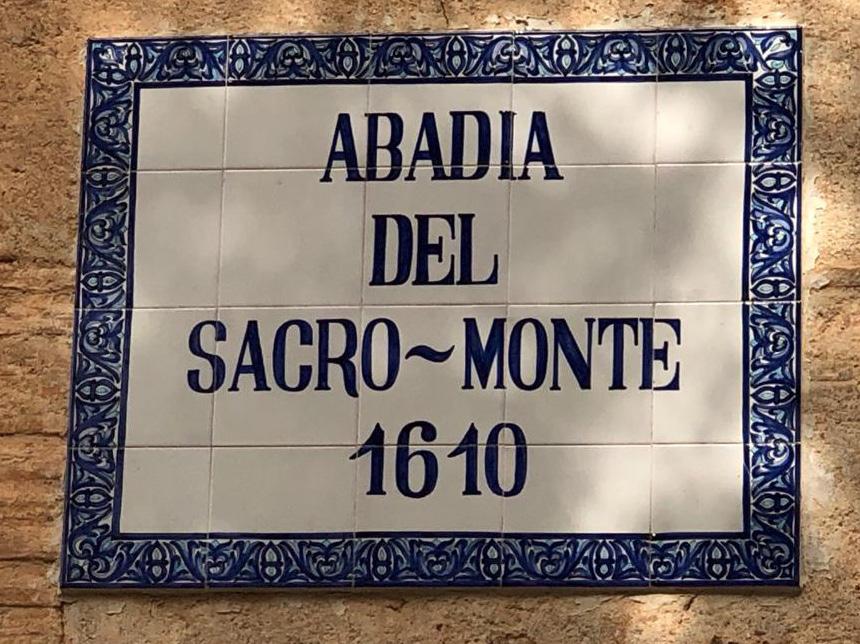 ABADIA
DEL
SACRO~MONTE
1610